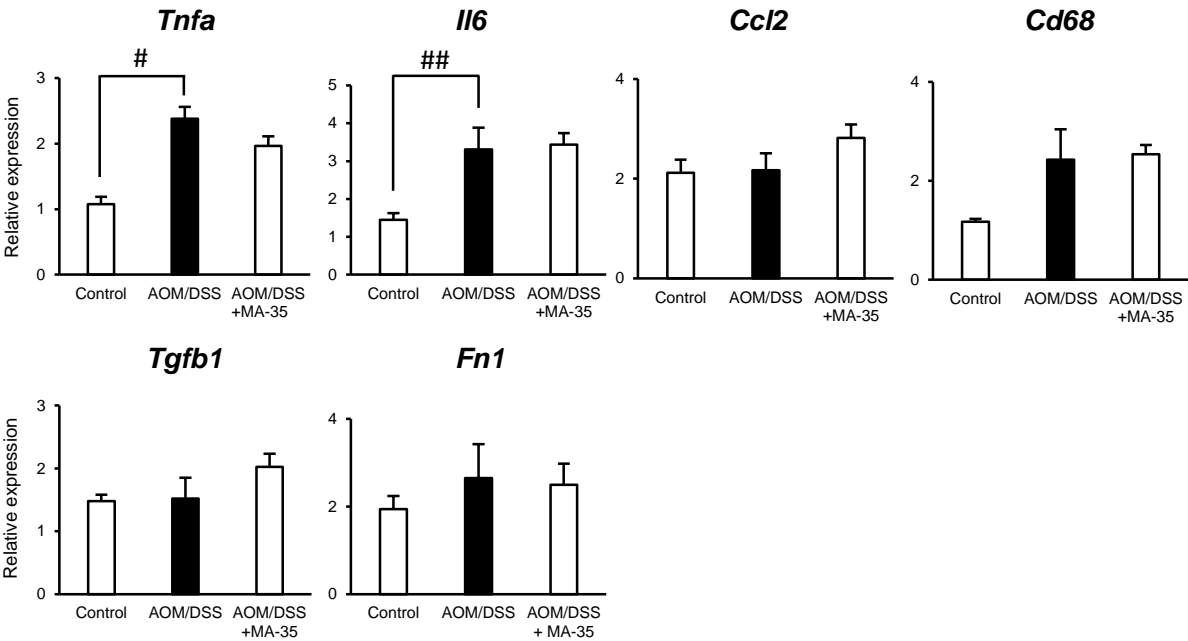 Tnfa
Il6
Ccl2
Cd68
#
##
Relative expression
3
2
1
0
Control
AOM/DSS
AOM/DSS
+MA-35
5
4
3
2
1
0
Control
AOM/DSS
AOM/DSS
+MA-35
4
2
0
Control
AOM/DSS
AOM/DSS
+MA-35
4
2
0
Control
AOM/DSS
AOM/DSS
+MA-35
Tgfb1
Fn1
Relative expression
3
2
1
0
Control
AOM/DSS
AOM/DSS
+MA-35
4
2
0
Control
AOM/DSS
AOM/DSS
+ MA-35